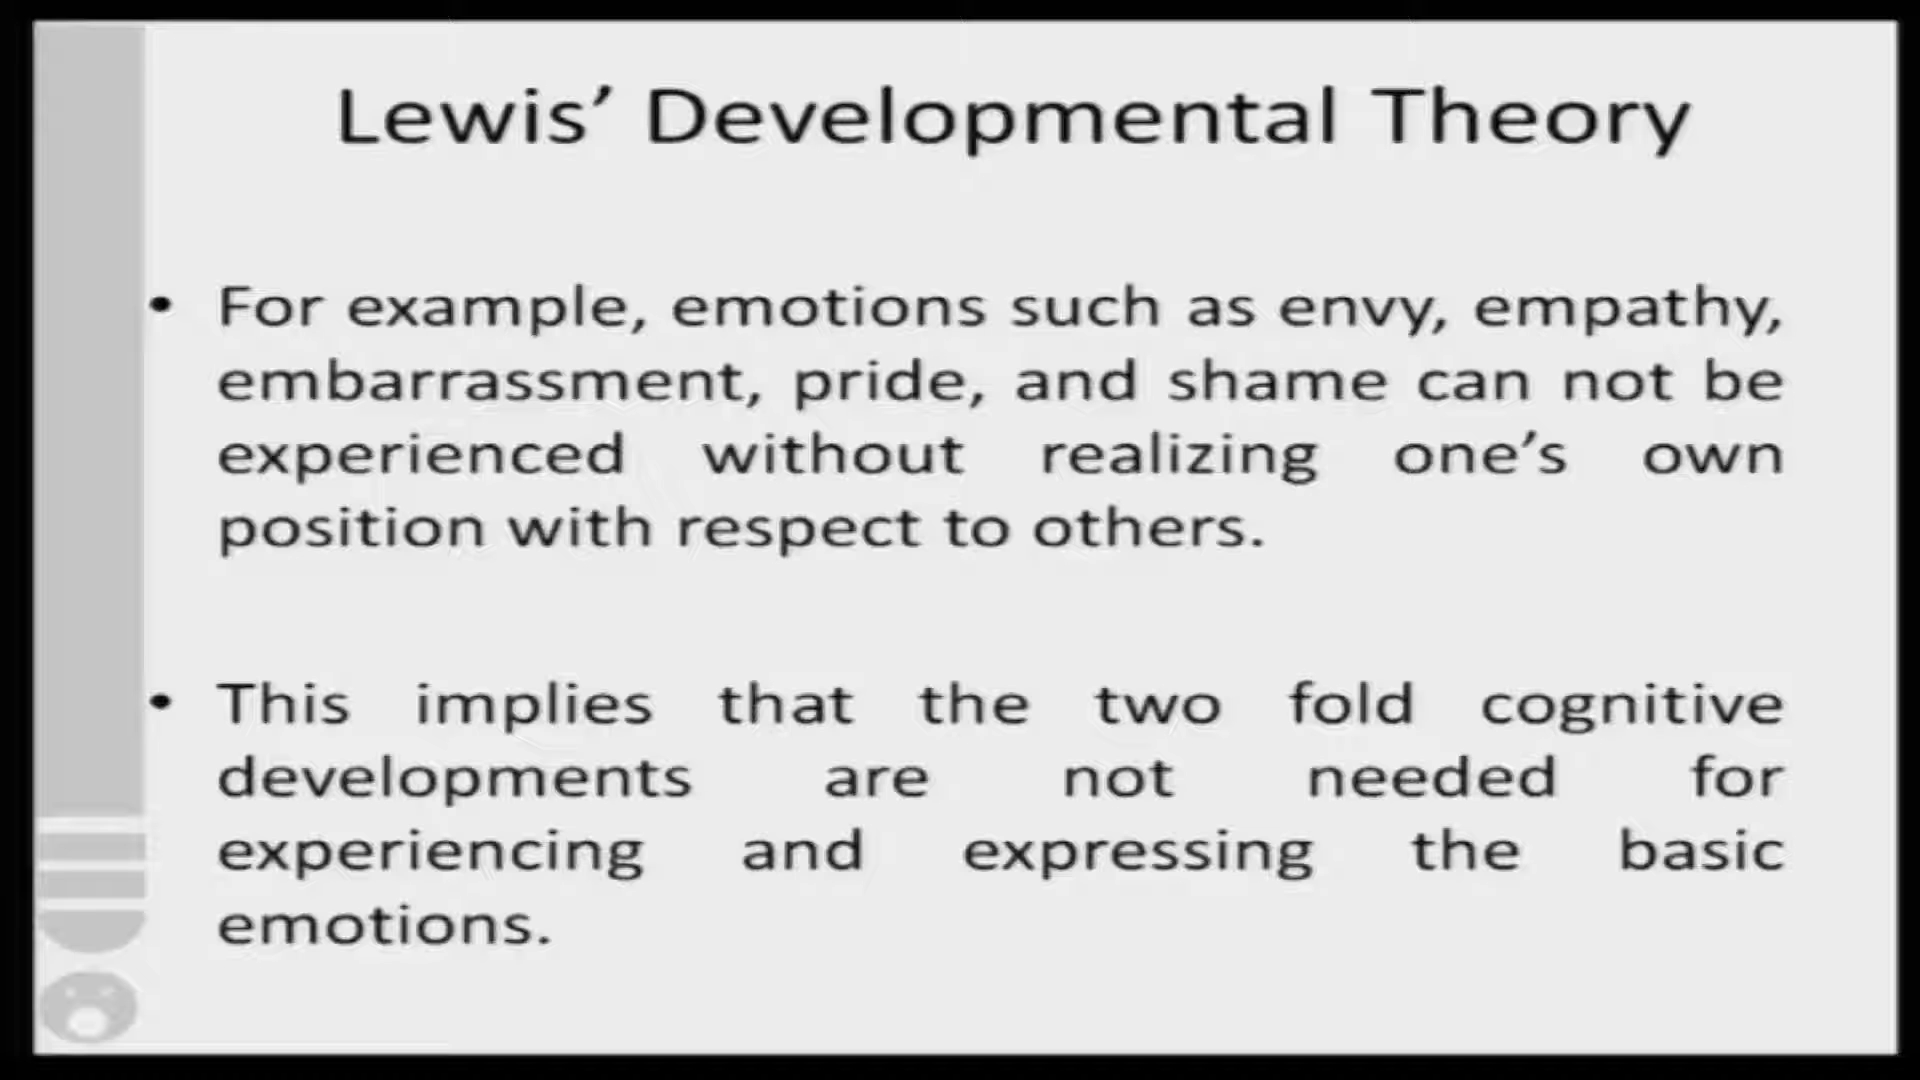 Lewis’ Developmental Theory
• For example, emotions such as envy, empathy,
embarrassment, pride, and shame can not be
experienced without realizing one’s own
position with respect to others.
• This implies that the two fold cognitive
developments are not needed for
experiencing and expressing the basic
emotions.